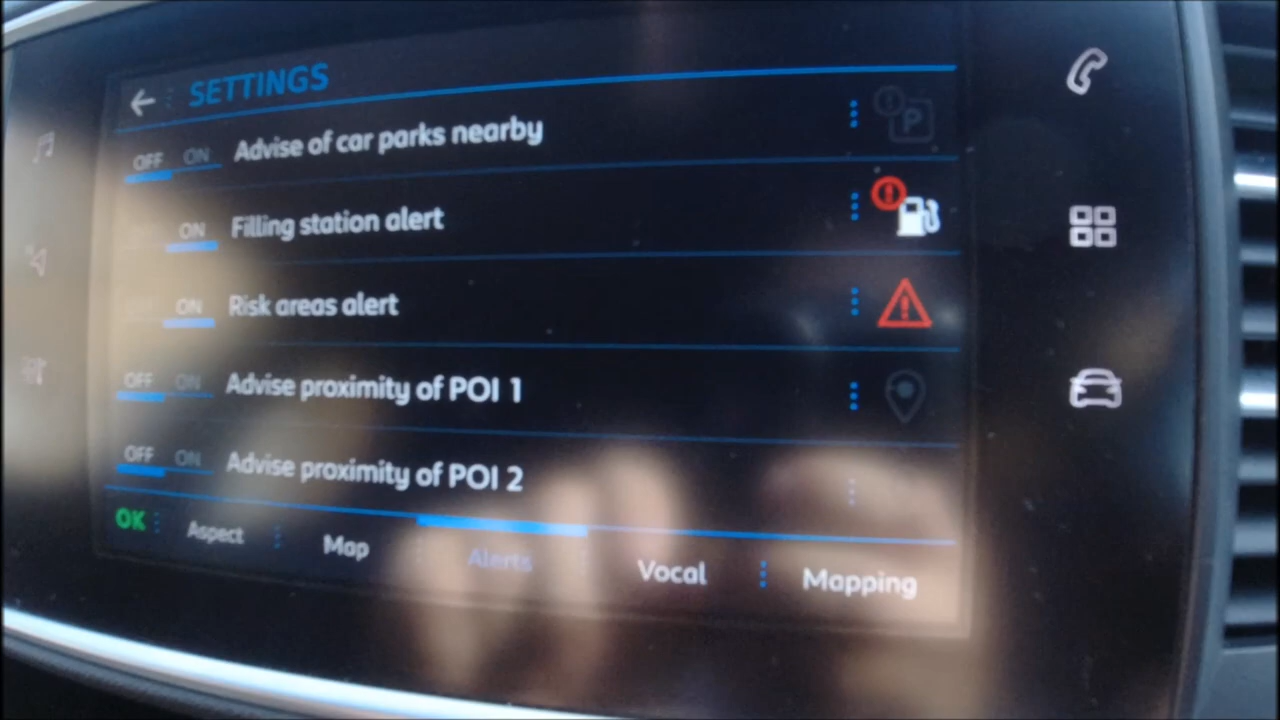 SETTINGS
OFF ON Advise of car parks nearby P
ON Filling station alert
ON Risk areas alert
OFF ON Advise proximity of POI 1
OFF ON Advise proximity of POI 2
OK Aspect Map Alerts Vocal Mapping